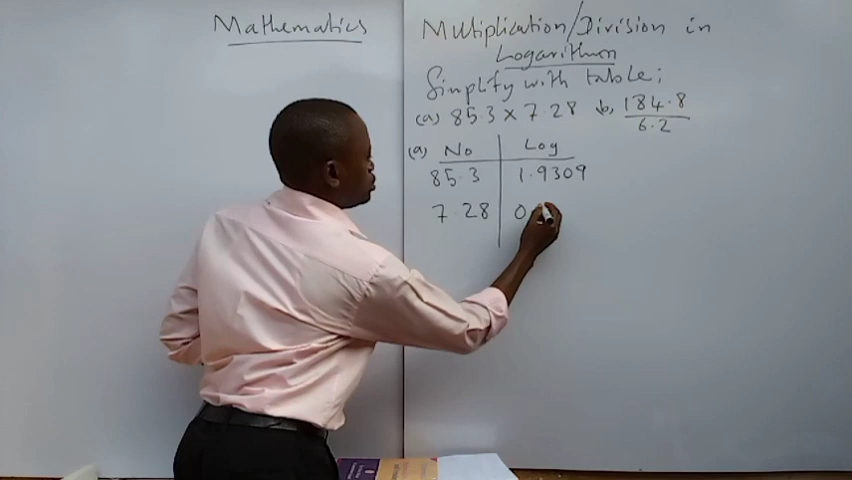 Mathematics
Multiplication/Division in
Logarithm
Simplify with table;
(a) 85.3 × 7.28 b, 184.8
6.2
(a) No Log
85.3 1.9309
7.28 0